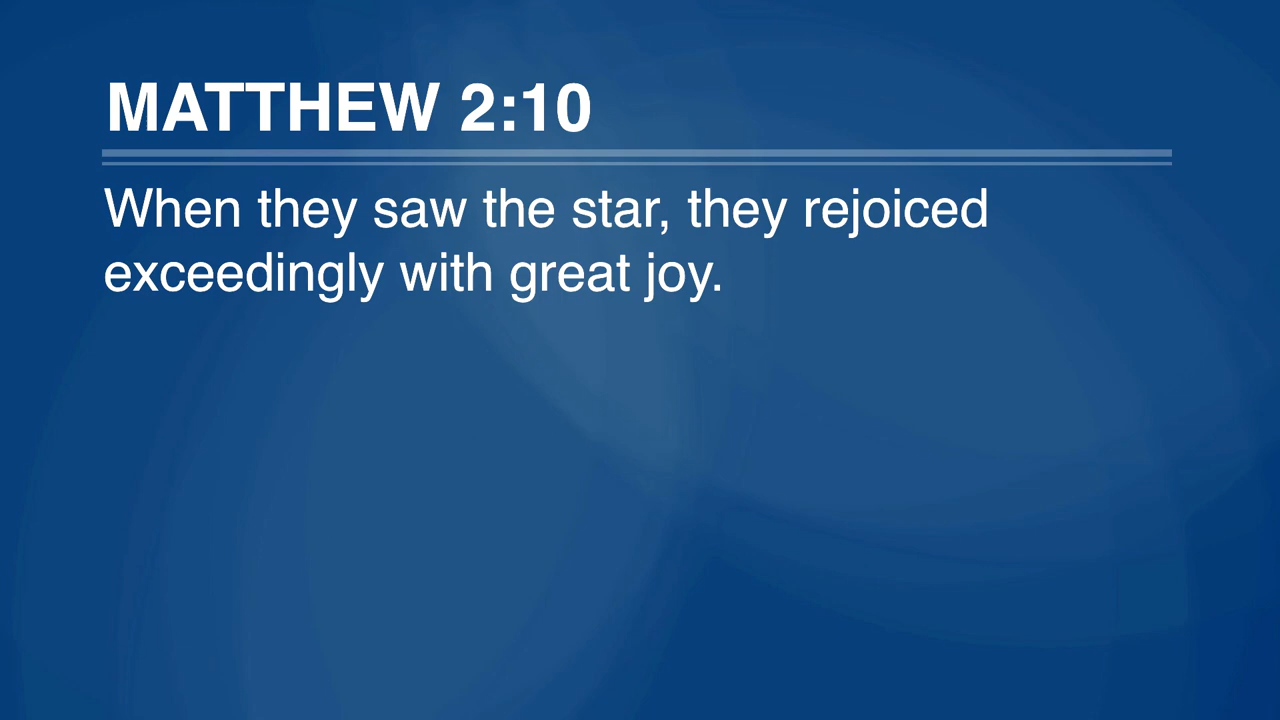 MATTHEW 2:10
When they saw the star, they rejoiced
exceedingly with great joy.